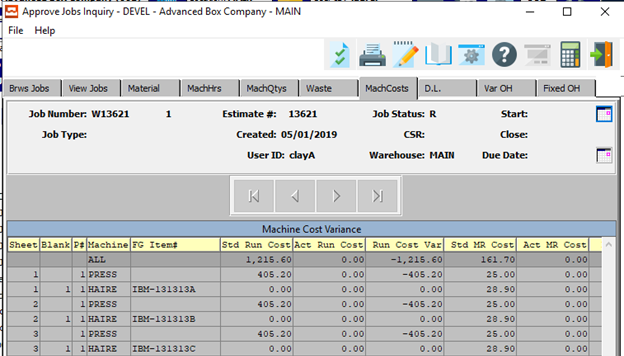 Approve Jobs Inquiry - DEVEL - Advanced Box Company - MAIN
File Help
Brws Jobs View Jobs Material MachHrs MachQtys Waste MachCosts D.L. Var OH Fixed OH
Job Number: W13621 1 Estimate #: 13621 Job Status: R Start:
Job Type: Created: 05/01/2019 CSR: Close:
User ID: clayA Warehouse: MAIN Due Date:
Machine Cost Variance
Sheet Blank P# Machine FG Item# Std Run Cost Act Run Cost Run Cost Var Std MR Cost Act MR Cost
ALL 1,215.60 0.00 -1,215.60 161.70 0.00
1 1 PRESS 405.20 0.00 -405.20 25.00 0.00
1 1 1 HAIRE IBM-131313A 0.00 0.00 0.00 28.90 0.00
2 1 PRESS 405.20 0.00 -405.20 25.00 0.00
2 1 1 HAIRE IBM-131313B 0.00 0.00 0.00 28.90 0.00
3 1 PRESS 405.20 0.00 -405.20 25.00 0.00
3 1 1 HAIRE IBM-131313C 0.00 0.00 0.00 28.90 0.00